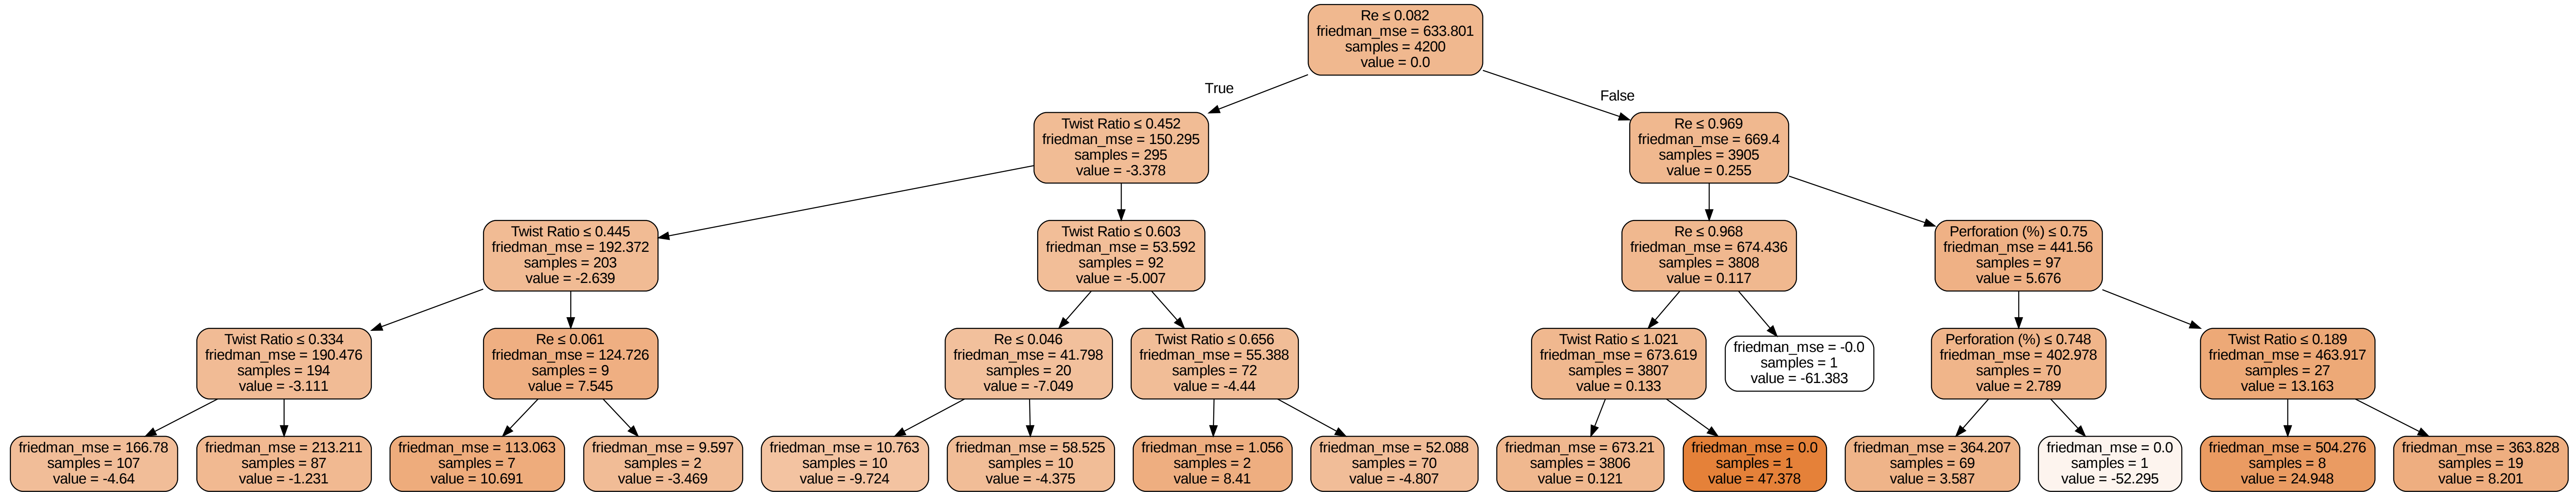 Re ≤ 0.082
friedman_mse = 633.801
samples = 4200
value = 0.0
True
False
Twist Ratio ≤ 0.452
friedman_mse = 150.295
samples = 295
value = -3.378
Re ≤ 0.969
friedman_mse = 669.4
samples = 3905
value = 0.255
Twist Ratio ≤ 0.445
friedman_mse = 192.372
samples = 203
value = -2.639
Twist Ratio ≤ 0.603
friedman_mse = 53.592
samples = 92
value = -5.007
Re ≤ 0.968
friedman_mse = 674.436
samples = 3808
value = 0.117
Perforation (%) ≤ 0.75
friedman_mse = 441.56
samples = 97
value = 5.676
Twist Ratio ≤ 0.334
friedman_mse = 190.476
samples = 194
value = -3.111
Re ≤ 0.061
friedman_mse = 124.726
samples = 9
value = 7.545
Re ≤ 0.046
friedman_mse = 41.798
samples = 20
value = -7.049
Twist Ratio ≤ 0.656
friedman_mse = 55.388
samples = 72
value = -4.44
Twist Ratio ≤ 1.021
friedman_mse = 673.619
samples = 3807
value = 0.133
friedman_mse = -0.0
samples = 1
value = -61.383
Perforation (%) ≤ 0.748
friedman_mse = 402.978
samples = 70
value = 2.789
Twist Ratio ≤ 0.189
friedman_mse = 463.917
samples = 27
value = 13.163
friedman_mse = 166.78
samples = 107
value = -4.64
friedman_mse = 213.211
samples = 87
value = -1.231
friedman_mse = 113.063
samples = 7
value = 10.691
friedman_mse = 9.597
samples = 2
value = -3.469
friedman_mse = 10.763
samples = 10
value = -9.724
friedman_mse = 58.525
samples = 10
value = -4.375
friedman_mse = 1.056
samples = 2
value = 8.41
friedman_mse = 52.088
samples = 70
value = -4.807
friedman_mse = 673.21
samples = 3806
value = 0.121
friedman_mse = 0.0
samples = 1
value = 47.378
friedman_mse = 364.207
samples = 69
value = 3.587
friedman_mse = 0.0
samples = 1
value = -52.295
friedman_mse = 504.276
samples = 8
value = 24.948
friedman_mse = 363.828
samples = 19
value = 8.201